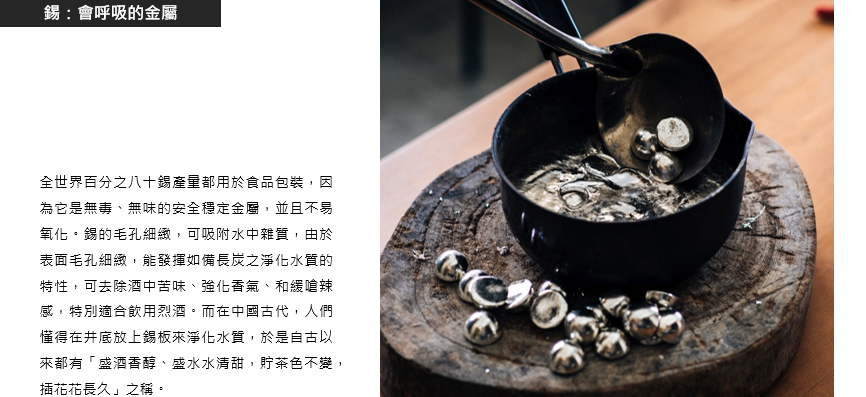 錫：會呼吸的金屬
全世界百分之八十錫產量都用於食品包裝，因
為它是無毒、無味的安全穩定金屬，並且不易
氧化。錫的毛孔細緻，可吸附水中雜質，由於
表面毛孔細緻，能發揮如備長炭之淨化水質的
特性，可去除酒中苦味、強化香氣、和緩嗆辣
感，特別適合飲用烈酒。而在中國古代，人們
懂得在井底放上錫板來淨化水質，於是自古以
來都有「盛酒香醇、盛水水清甜，貯茶色不變，
插花花長久」之稱。